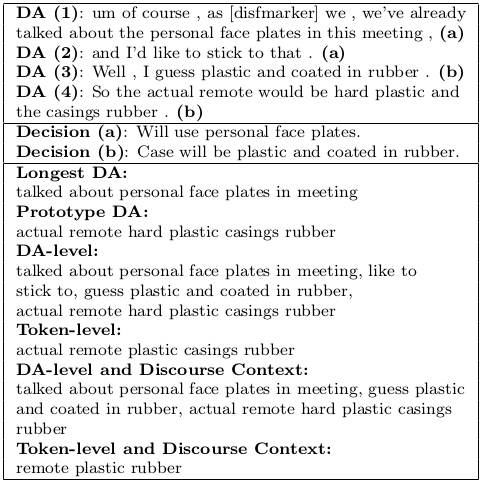 DA (1): um of course , as [disfmarker] we , we've already
talked about the personal face plates in this meeting , (a)
DA (2): and I'd like to stick to that . (a)
DA (3): Well , I guess plastic and coated in rubber . (b)
DA (4): So the actual remote would be hard plastic and
the casings rubber . (b)
Decision (a): Will use personal face plates.
Decision (b): Case will be plastic and coated in rubber.
Longest DA:
talked about personal face plates in meeting
Prototype DA:
actual remote hard plastic casings rubber
DA-level:
talked about personal face plates in meeting, like to
stick to, guess plastic and coated in rubber,
actual remote hard plastic casings rubber
Token-level:
actual remote plastic casings rubber
DA-level and Discourse Context:
talked about personal face plates in meeting, guess plastic
and coated in rubber, actual remote hard plastic casings
rubber
Token-level and Discourse Context:
remote plastic rubber